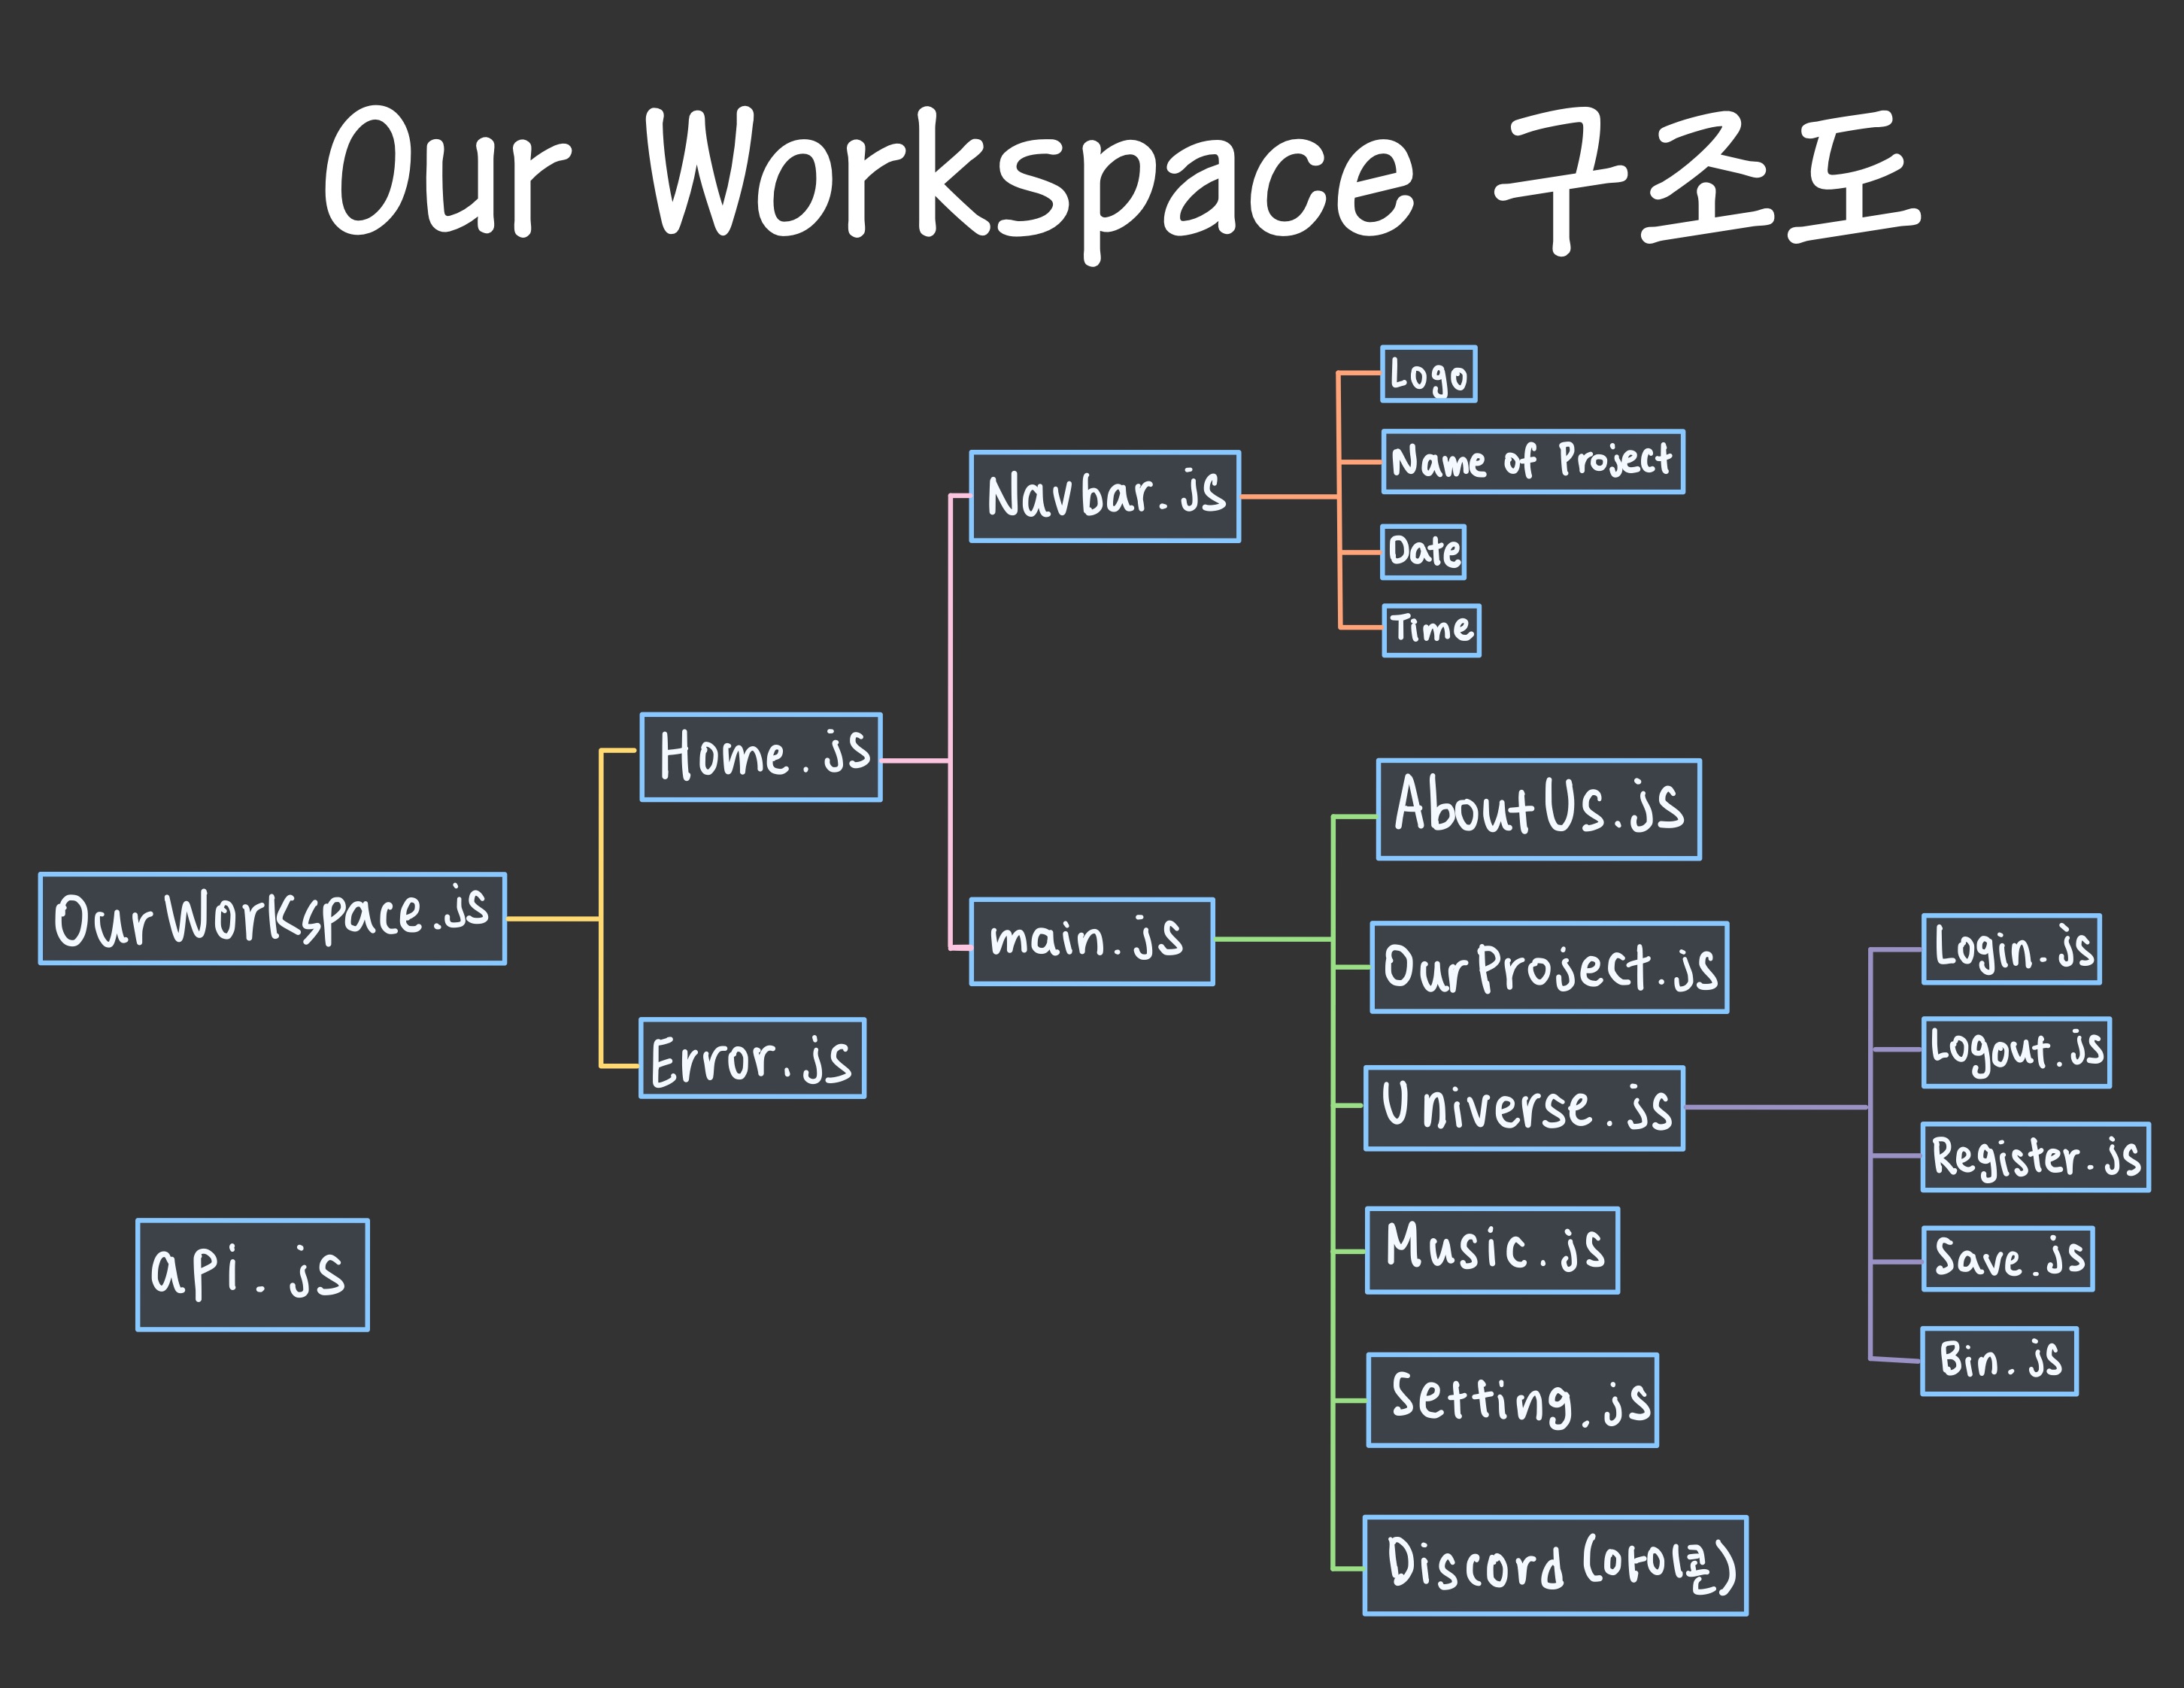 Our Workspace 구조도
Logo
Name of Project
NavBar.js
Date
Time
Home.js
AboutUs.js
OurWorkspace.js
main.js
OurProject.js
Login.js
Error.js
Logout.js
Universe.js
Register.js
api.js
Music.js
Save.js
Bin.js
Setting.js
Discord (아이콘)